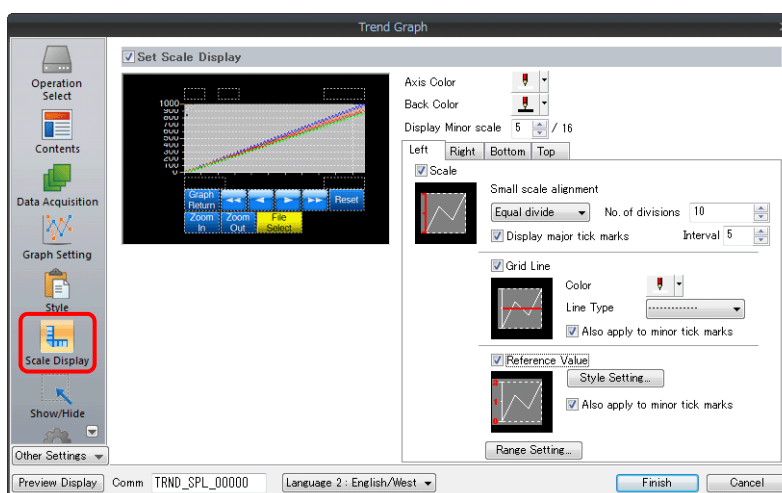 Trend Graph
Operation
Select
Contents
Data Acquisition
Graph Setting
Style
Scale Display
Show/Hide
Other Settings
Set Scale Display
1000
900
800
700
600
500
400
300
200
100
0
Graph
Return
◄◄
◄
►
►►
Reset
Zoom
In
Zoom
Out
File
Select
Axis Color
Back Color
Display Minor scale 5 / 16
Left Right Bottom Top
Scale
Small scale alignment
Equal divide No. of divisions 10
Display major tick marks Interval 5
Grid Line
Color
Line Type
Also apply to minor tick marks
Reference Value
Style Setting...
Also apply to minor tick marks
Range Setting...
Preview Display Comm TRND_SPL_00000 Language 2 : English/West Finish Cancel